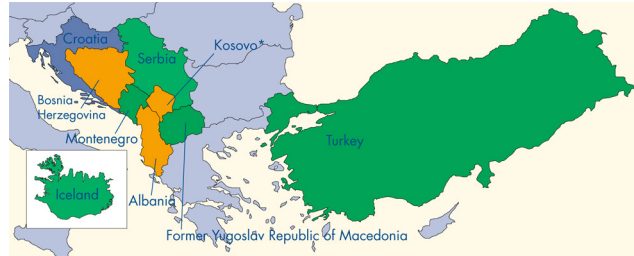 Croatia
Kosovo*
Serbia
Bosnia-
Herzegovina
Montenegro
Turkey
Iceland
Albania
Former Yugoslav Republic of Macedonia